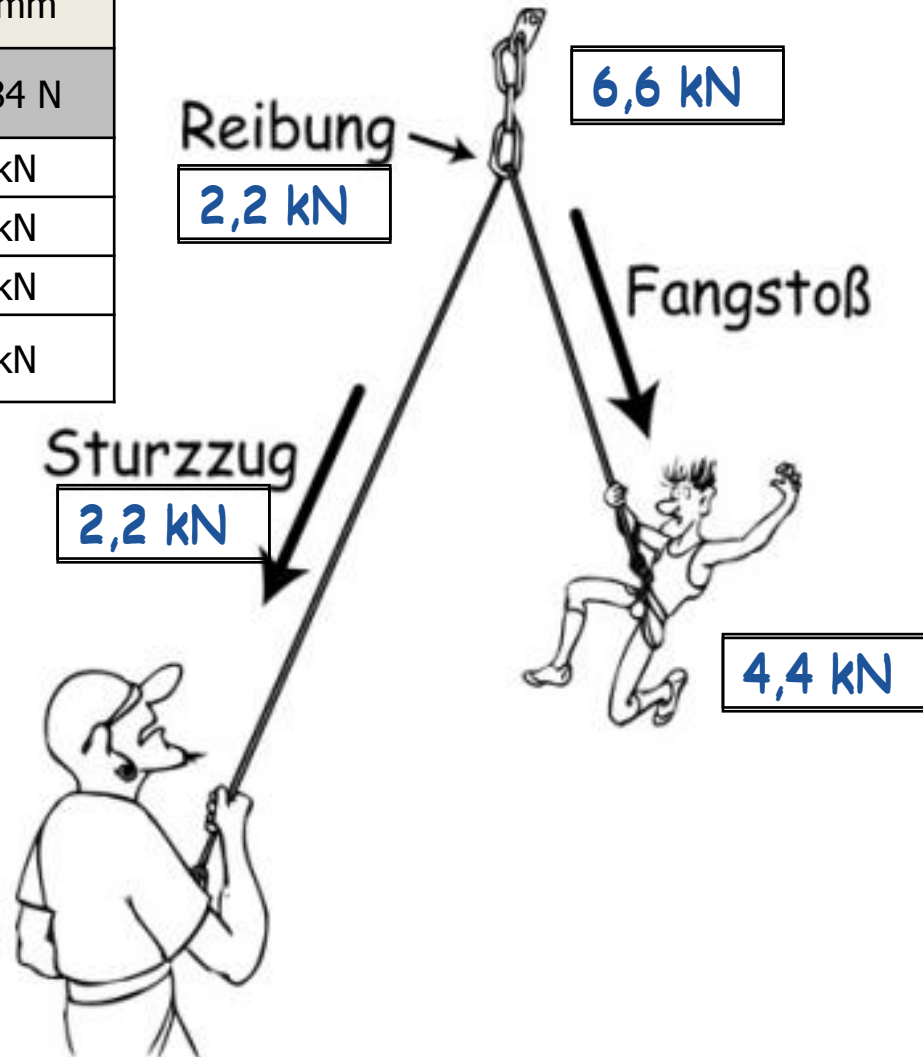 mm
34 N
kN
kN
kN
kN
6,6 kN
Reibung
2,2 kN
Fangstoß
Sturzzug
2,2 kN
4,4 kN